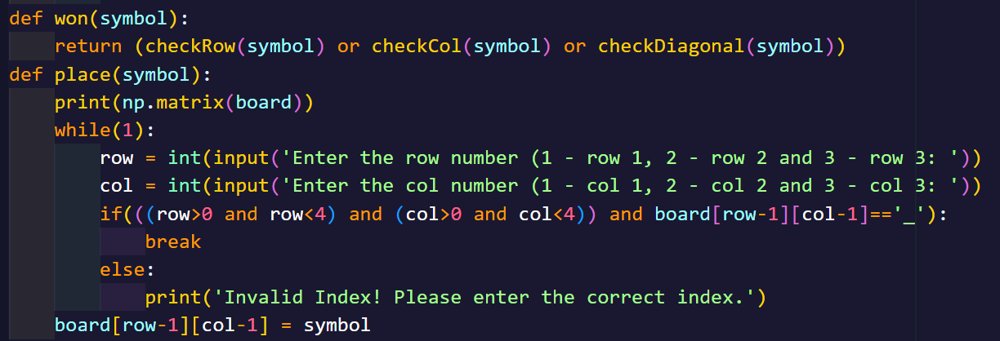 def won(symbol):
    return (checkRow(symbol) or checkCol(symbol) or checkDiagonal(symbol))
def place(symbol):
    print(np.matrix(board))
    while(1):
        row = int(input('Enter the row number (1 - row 1, 2 - row 2 and 3 - row 3: '))
        col = int(input('Enter the col number (1 - col 1, 2 - col 2 and 3 - col 3: '))
        if(((row>0 and row<4) and (col>0 and col<4)) and board[row-1][col-1]=='_'):
            break
        else:
            print('Invalid Index! Please enter the correct index.')
    board[row-1][col-1] = symbol